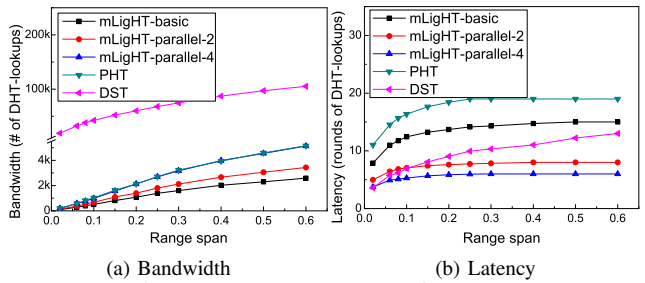 200k
100k
4k
2k
0
Bandwidth (# of DHT-lookups)
mLigHT-basic
mLigHT-parallel-2
mLigHT-parallel-4
PHT
DST
0.0 0.1 0.2 0.3 0.4 0.5 0.6
Range span
(a) Bandwidth
30
20
10
0
Latency (rounds of DHT-lookups)
mLigHT-basic
mLigHT-parallel-2
mLigHT-parallel-4
PHT
DST
0.0 0.1 0.2 0.3 0.4 0.5 0.6
Range span
(b) Latency